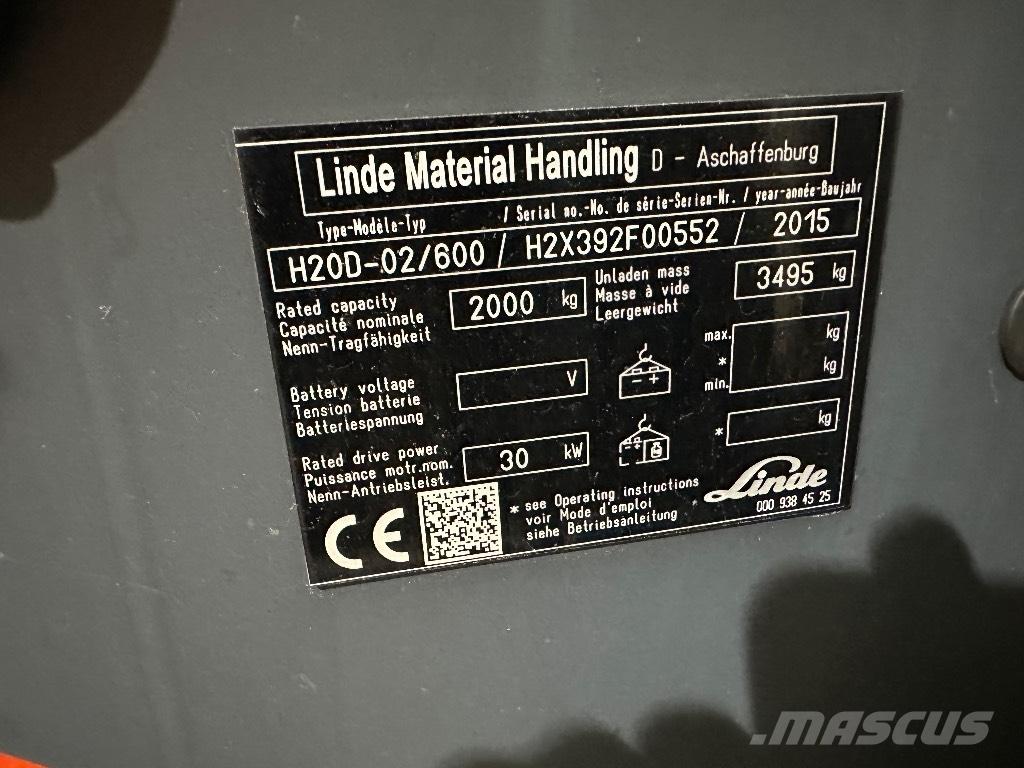 Linde Material Handling D - Aschaffenburg
Type-Modèle-Typ / Serial no.-No. de série-Serien-Nr. / year-année-Baujahr
H20D-02/600 / H2X392F00552 / 2015
Rated capacity
Capacité nominale
Nenn-Tragfähigkeit
2000 kg
Unladen mass
Masse à vide
Leergewicht
3495 kg
Battery voltage
Tension batterie
Batteriespannung
V
- +
max. kg
* kg
min.
Rated drive power
Puissance motr.nom.
Nenn-Antriebsleist.
30 kW
- +
* kg
CE
* see Operating instructions
voir Mode d'emploi
siehe Betriebsanleitung
Linde
000 938 45 25
.MASCUS